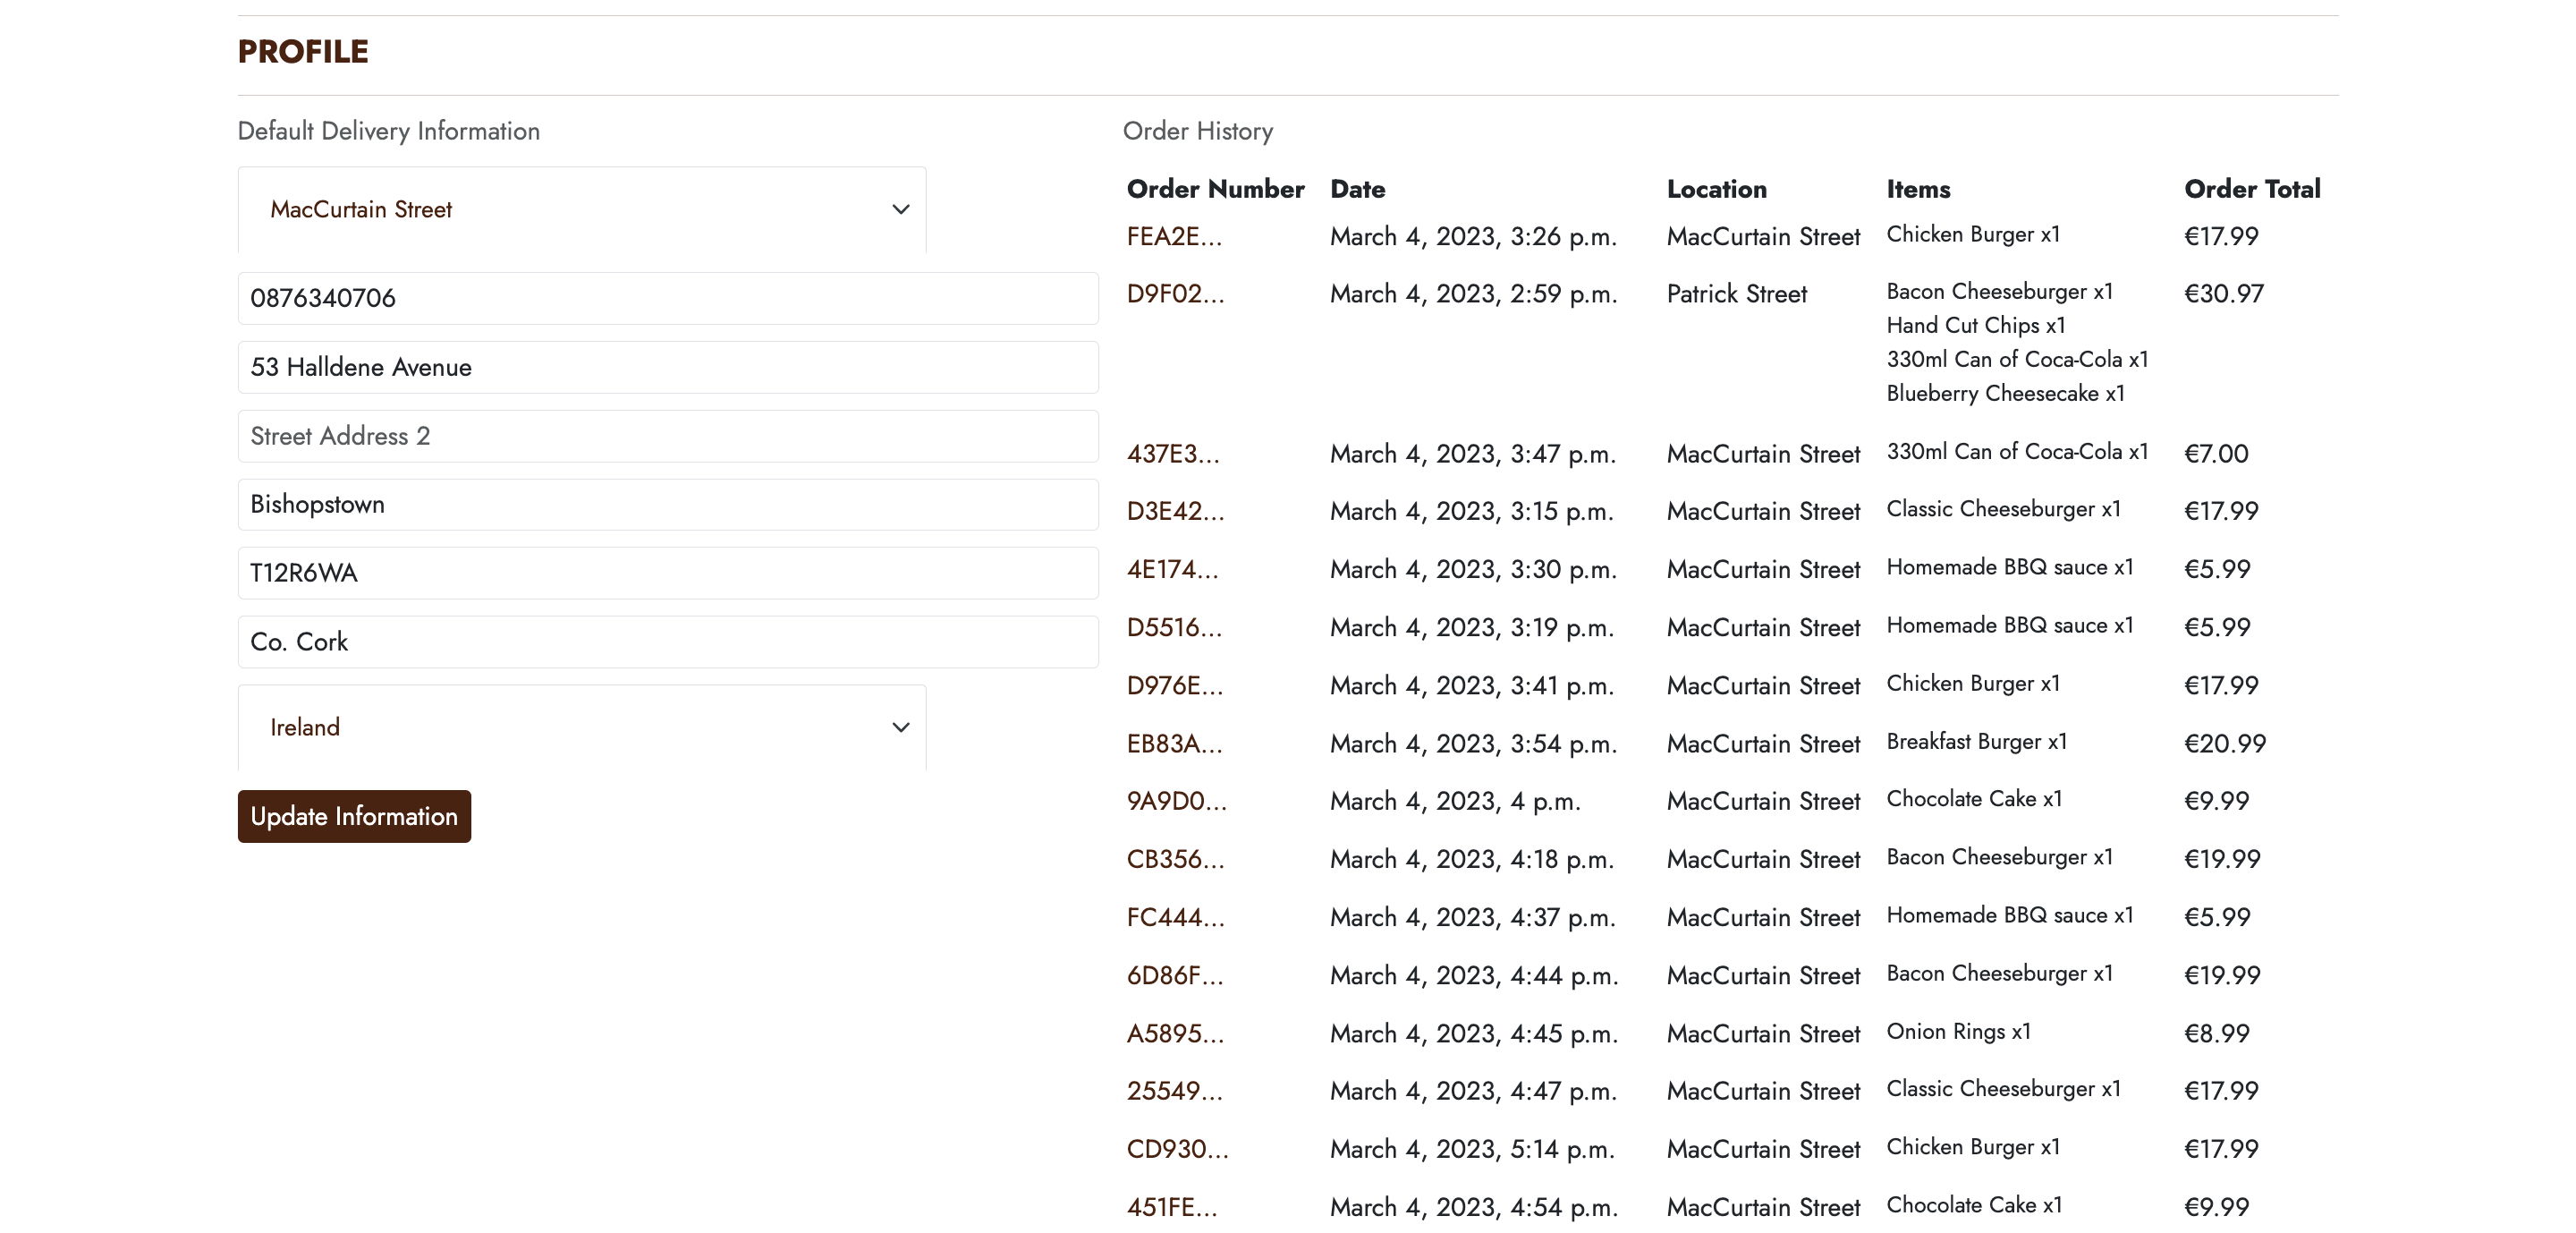 PROFILE
Default Delivery Information
MacCurtain Street
0876340706
53 Halldene Avenue
Street Address 2
Bishopstown
T12R6WA
Co. Cork
Ireland
Update Information
Order History
Order Number Date Location Items Order Total
FEA2E... March 4, 2023, 3:26 p.m. MacCurtain Street Chicken Burger x1 €17.99
D9F02... March 4, 2023, 2:59 p.m. Patrick Street Bacon Cheeseburger x1 €30.97
Hand Cut Chips x1
330ml Can of Coca-Cola x1
Blueberry Cheesecake x1
437E3... March 4, 2023, 3:47 p.m. MacCurtain Street 330ml Can of Coca-Cola x1 €7.00
D3E42... March 4, 2023, 3:15 p.m. MacCurtain Street Classic Cheeseburger x1 €17.99
4E174... March 4, 2023, 3:30 p.m. MacCurtain Street Homemade BBQ sauce x1 €5.99
D5516... March 4, 2023, 3:19 p.m. MacCurtain Street Homemade BBQ sauce x1 €5.99
D976E... March 4, 2023, 3:41 p.m. MacCurtain Street Chicken Burger x1 €17.99
EB83A... March 4, 2023, 3:54 p.m. MacCurtain Street Breakfast Burger x1 €20.99
9A9D0... March 4, 2023, 4 p.m. MacCurtain Street Chocolate Cake x1 €9.99
CB356... March 4, 2023, 4:18 p.m. MacCurtain Street Bacon Cheeseburger x1 €19.99
FC444... March 4, 2023, 4:37 p.m. MacCurtain Street Homemade BBQ sauce x1 €5.99
6D86F... March 4, 2023, 4:44 p.m. MacCurtain Street Bacon Cheeseburger x1 €19.99
A5895... March 4, 2023, 4:45 p.m. MacCurtain Street Onion Rings x1 €8.99
25549... March 4, 2023, 4:47 p.m. MacCurtain Street Classic Cheeseburger x1 €17.99
CD930... March 4, 2023, 5:14 p.m. MacCurtain Street Chicken Burger x1 €17.99
451FE... March 4, 2023, 4:54 p.m. MacCurtain Street Chocolate Cake x1 €9.99